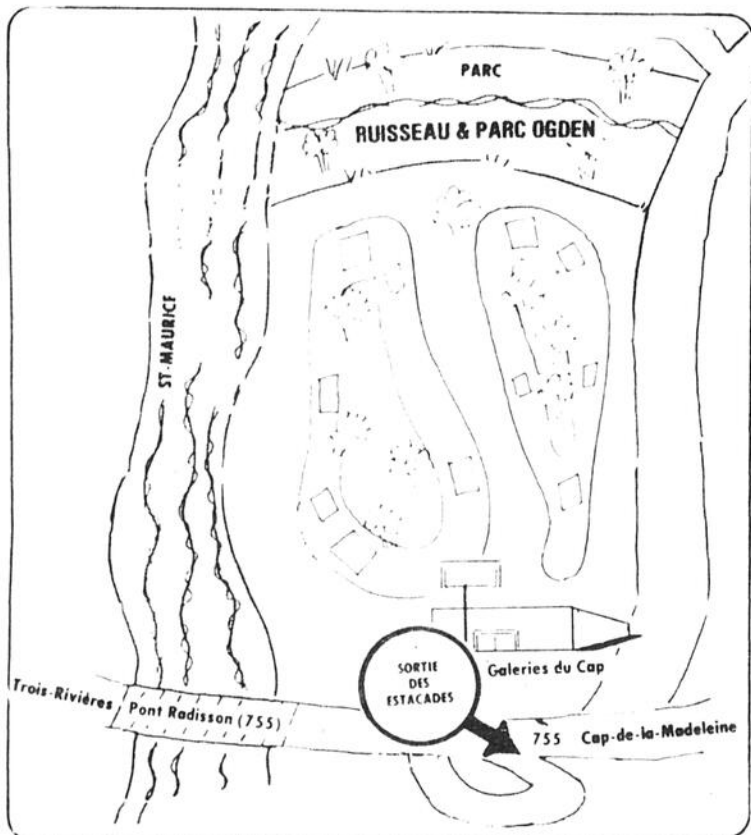 PARC
RUISSEAU & PARC OGDEN
ST-MAURICE
SORTIE
DES
ESTACADES
Galeries du Cap
Trois-Rivières Pont Radisson (755)
755 Cap-de-la-Madeleine